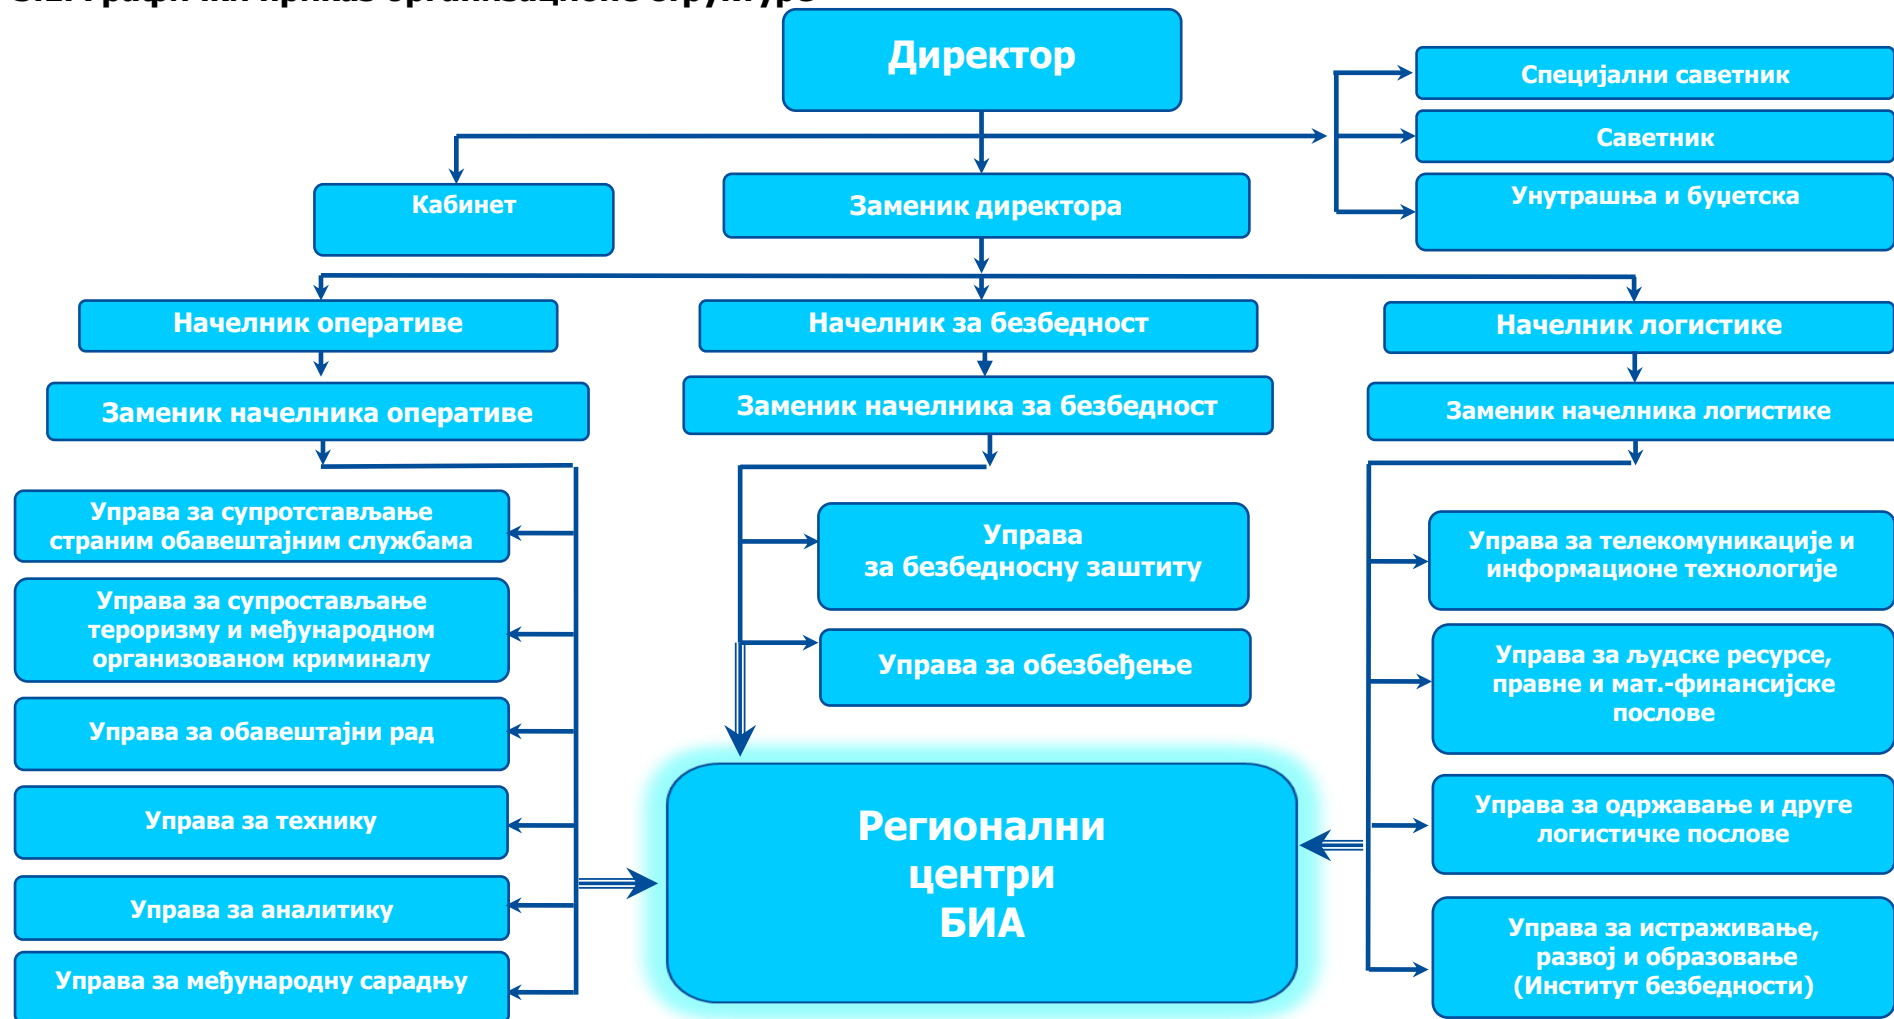 Директор
Специјални саветник
Саветник
Унутрашња и буџетска
Кабинет
Заменик директора
Начелник оперативе
Начелник за безбедност
Начелник логистике
Заменик начелника оперативе
Заменик начелника за безбедност
Заменик начелника логистике
Управа за супротстављање
страним обавештајним службама
Управа за супростављање
тероризму и међународном
организованом криминалу
Управа за обавештајни рад
Управа за технику
Управа за аналитику
Управа за међународну сарадњу
Управа
за безбедносну заштиту
Управа за обезбеђење
Регионални
центри
БИА
Управа за телекомуникације и
информационе технологије
Управа за људске ресурсе,
правне и мат.-финансијске
послове
Управа за одржавање и друге
логистичке послове
Управа за истраживање,
развој и образовање
(Институт безбедности)